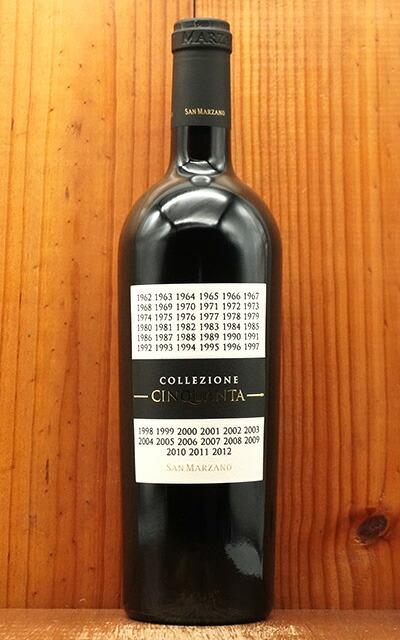 MARZ
SAN MARZANO
1962 1963 1964 1965 1966 1967
1968 1969 1970 1971 1972 1973
1974 1975 1976 1977 1978 1979
1980 1981 1982 1983 1984 1985
1986 1987 1988 1989 1990 1991
1992 1993 1994 1995 1996 1997
COLLEZIONE
CINQUANTA
1998 1999 2000 2001 2002 2003
2004 2005 2006 2007 2008 2009
2010 2011 2012
SAN MARZANO